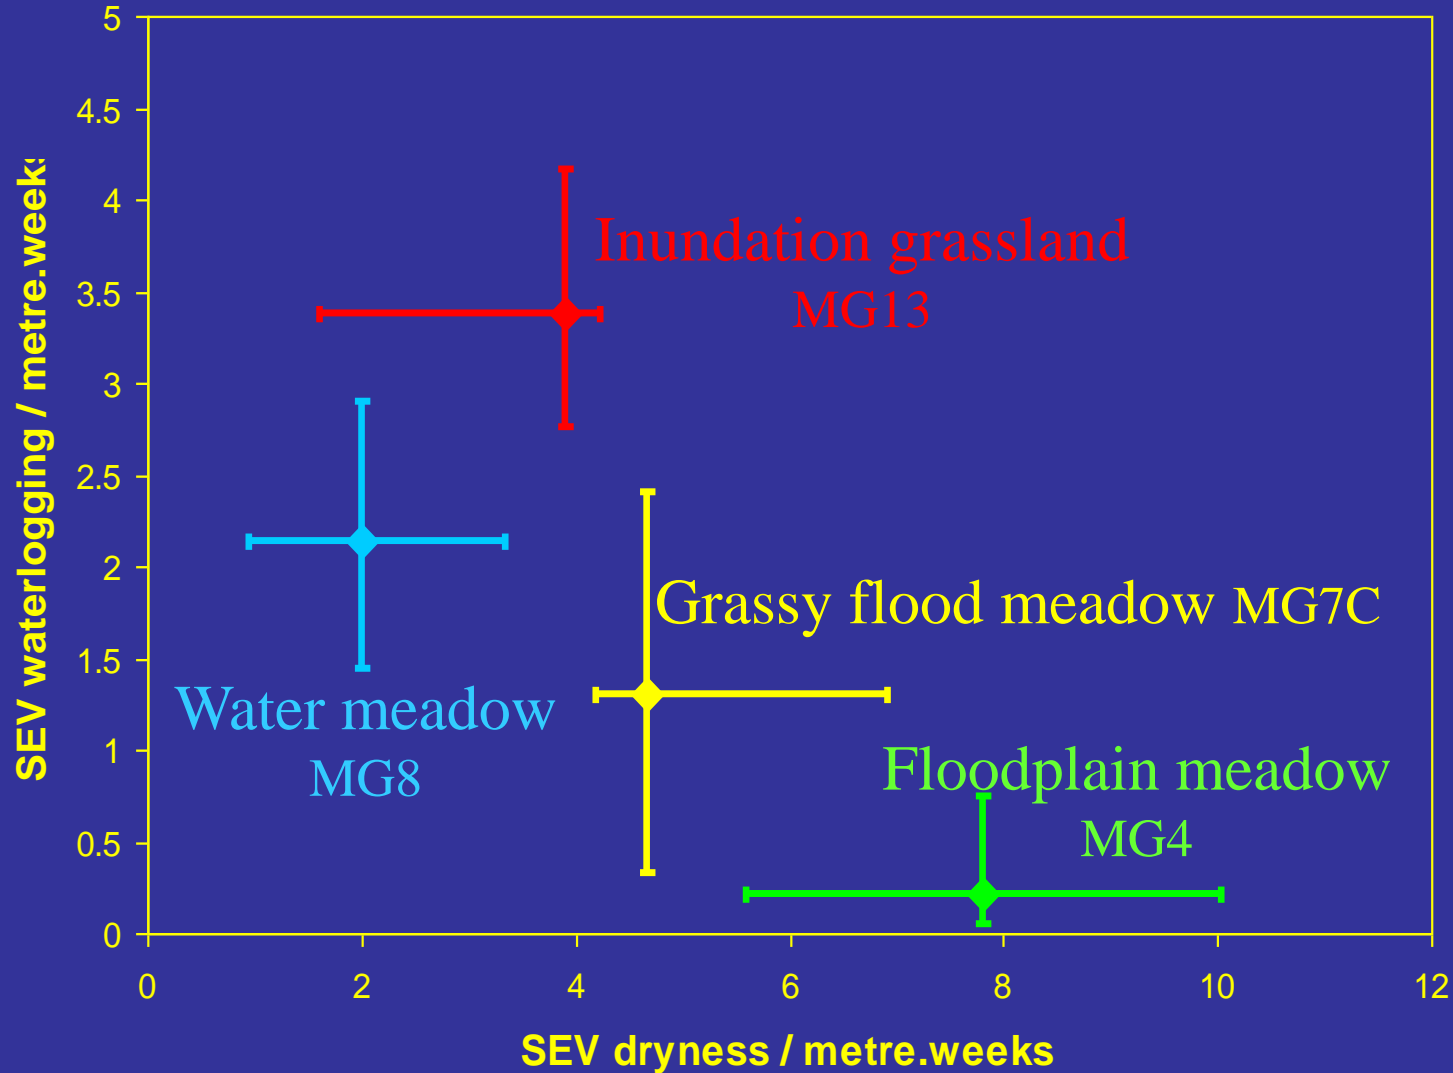 5
4.5
4
3.5
3
2.5
2
1.5
1
0.5
0
SEV waterlogging / metre.weeks
Inundation grassland
MG13
Grassy flood meadow MG7C
Water meadow
MG8
Floodplain meadow
MG4
0 2 4 6 8 10 12
SEV dryness / metre.weeks